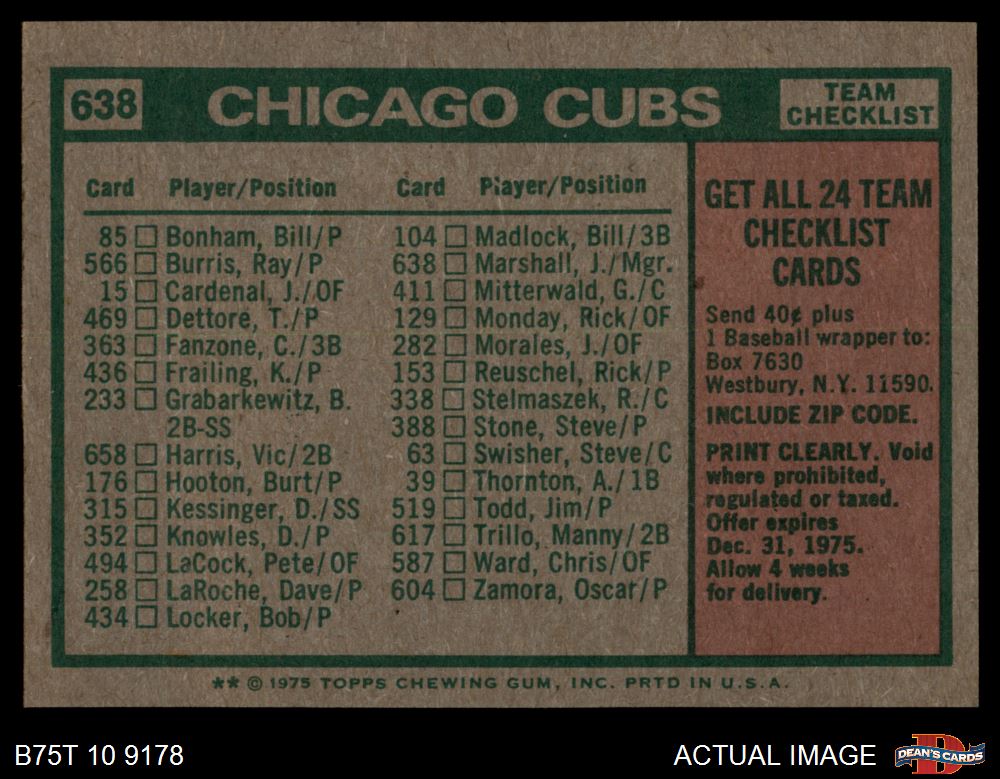 638 CHICAGO CUBS TEAM CHECKLIST
Card Player/Position
85 Bonham, Bill/P
566 Burris, Ray/P
15 Cardenal, J./OF
469 Dettore, T./P
363 Fanzone, C./3B
436 Frailing, K./P
233 Grabarkewitz, B.
2B-SS
658 Harris, Vic/2B
176 Hooton, Burt/P
315 Kessinger, D./SS
352 Knowles, D./P
494 LaCock, Pete/OF
258 LaRoche, Dave/P
434 Locker, Bob/P
Card Player/Position
104 Madlock, Bill/3B
638 Marshall, J./Mgr.
411 Mitterwald, G./C
129 Monday, Rick/OF
282 Morales, J./OF
153 Reuschel, Rick/P
338 Stelmaszek, R./C
388 Stone, Steve/P
63 Swisher, Steve/C
39 Thornton, A./1B
519 Todd, Jim/P
617 Trillo, Manny/2B
587 Ward, Chris/OF
604 Zamora, Oscar/P
GET ALL 24 TEAM
CHECKLIST
CARDS
Send 40¢ plus
1 Baseball wrapper to:
Box 7630
Westbury, N.Y. 11590.
INCLUDE ZIP CODE.
PRINT CLEARLY. Void
where prohibited,
regulated or taxed.
Offer expires
Dec. 31, 1975.
Allow 4 weeks
for delivery.
** © 1975 TOPPS CHEWING GUM, INC. PRTD IN U.S.A.
B75T 10 9178
ACTUAL IMAGE
DEAN'S CARDS